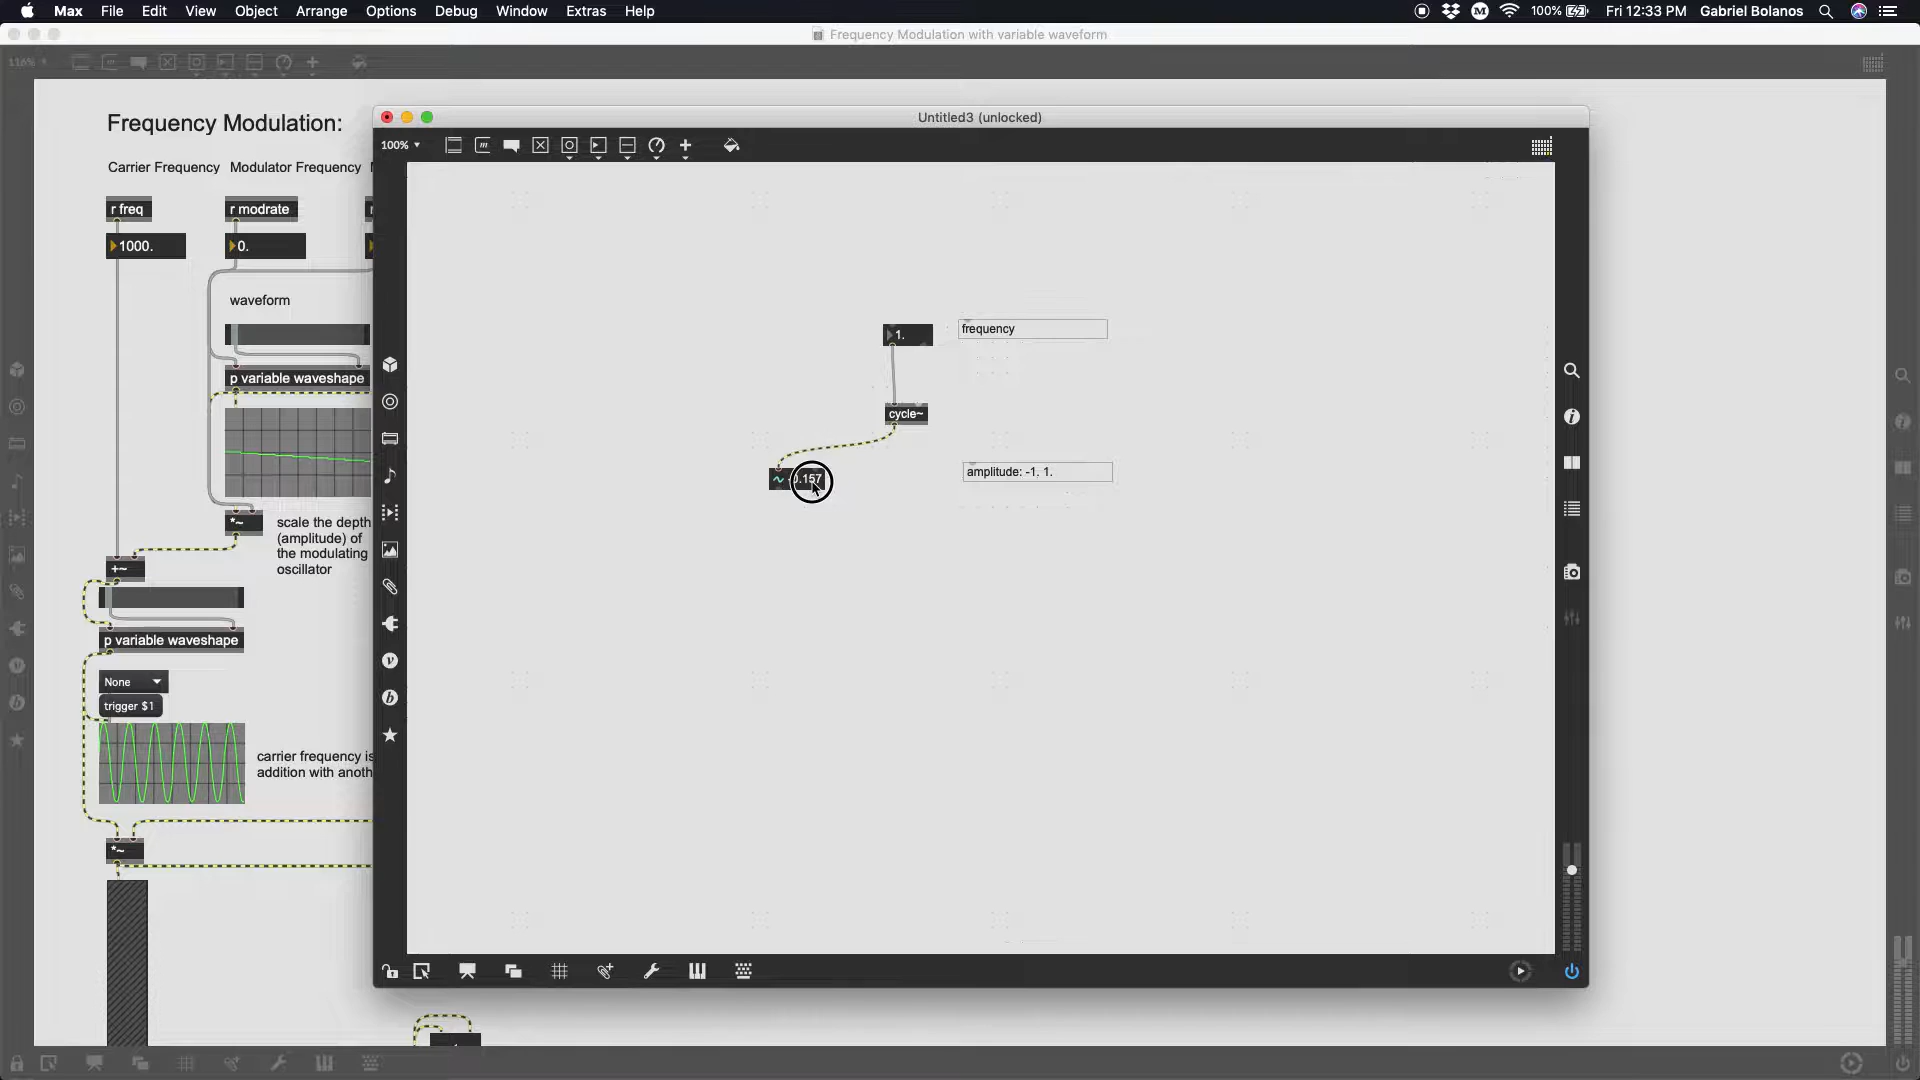 Max File Edit View Object Arrange Options Debug Window Extras Help
100% Fri 12:33 PM Gabriel Bolanos
Frequency Modulation with variable waveform
116%
Frequency Modulation:
Carrier Frequency Modulator Frequency
r freq
r modrate
1000.
0.
waveform
p variable waveshape
*~
scale the depth
(amplitude) of
the modulating
oscillator
+~
p variable waveshape
None
trigger $1
carrier frequency is
addition with anoth
*~
Untitled3 (unlocked)
100%
1.
frequency
cycle~
0.157
amplitude: -1. 1.